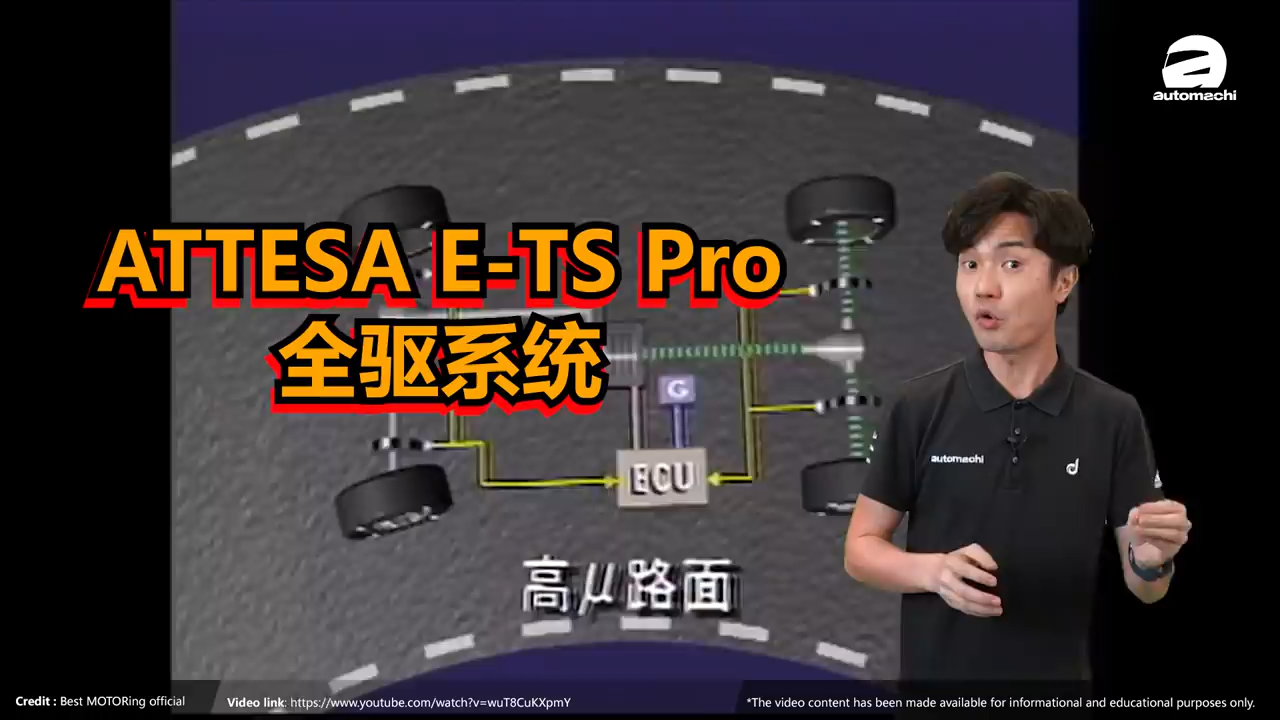 automachi
ATTESA E-TS Pro
全驱系统
G
ECU
automachi
高μ路面
Credit : Best MOTORing official
Video link: https://www.youtube.com/watch?v=wuT8CuKXpmY
*The video content has been made available for informational and educational purposes only.